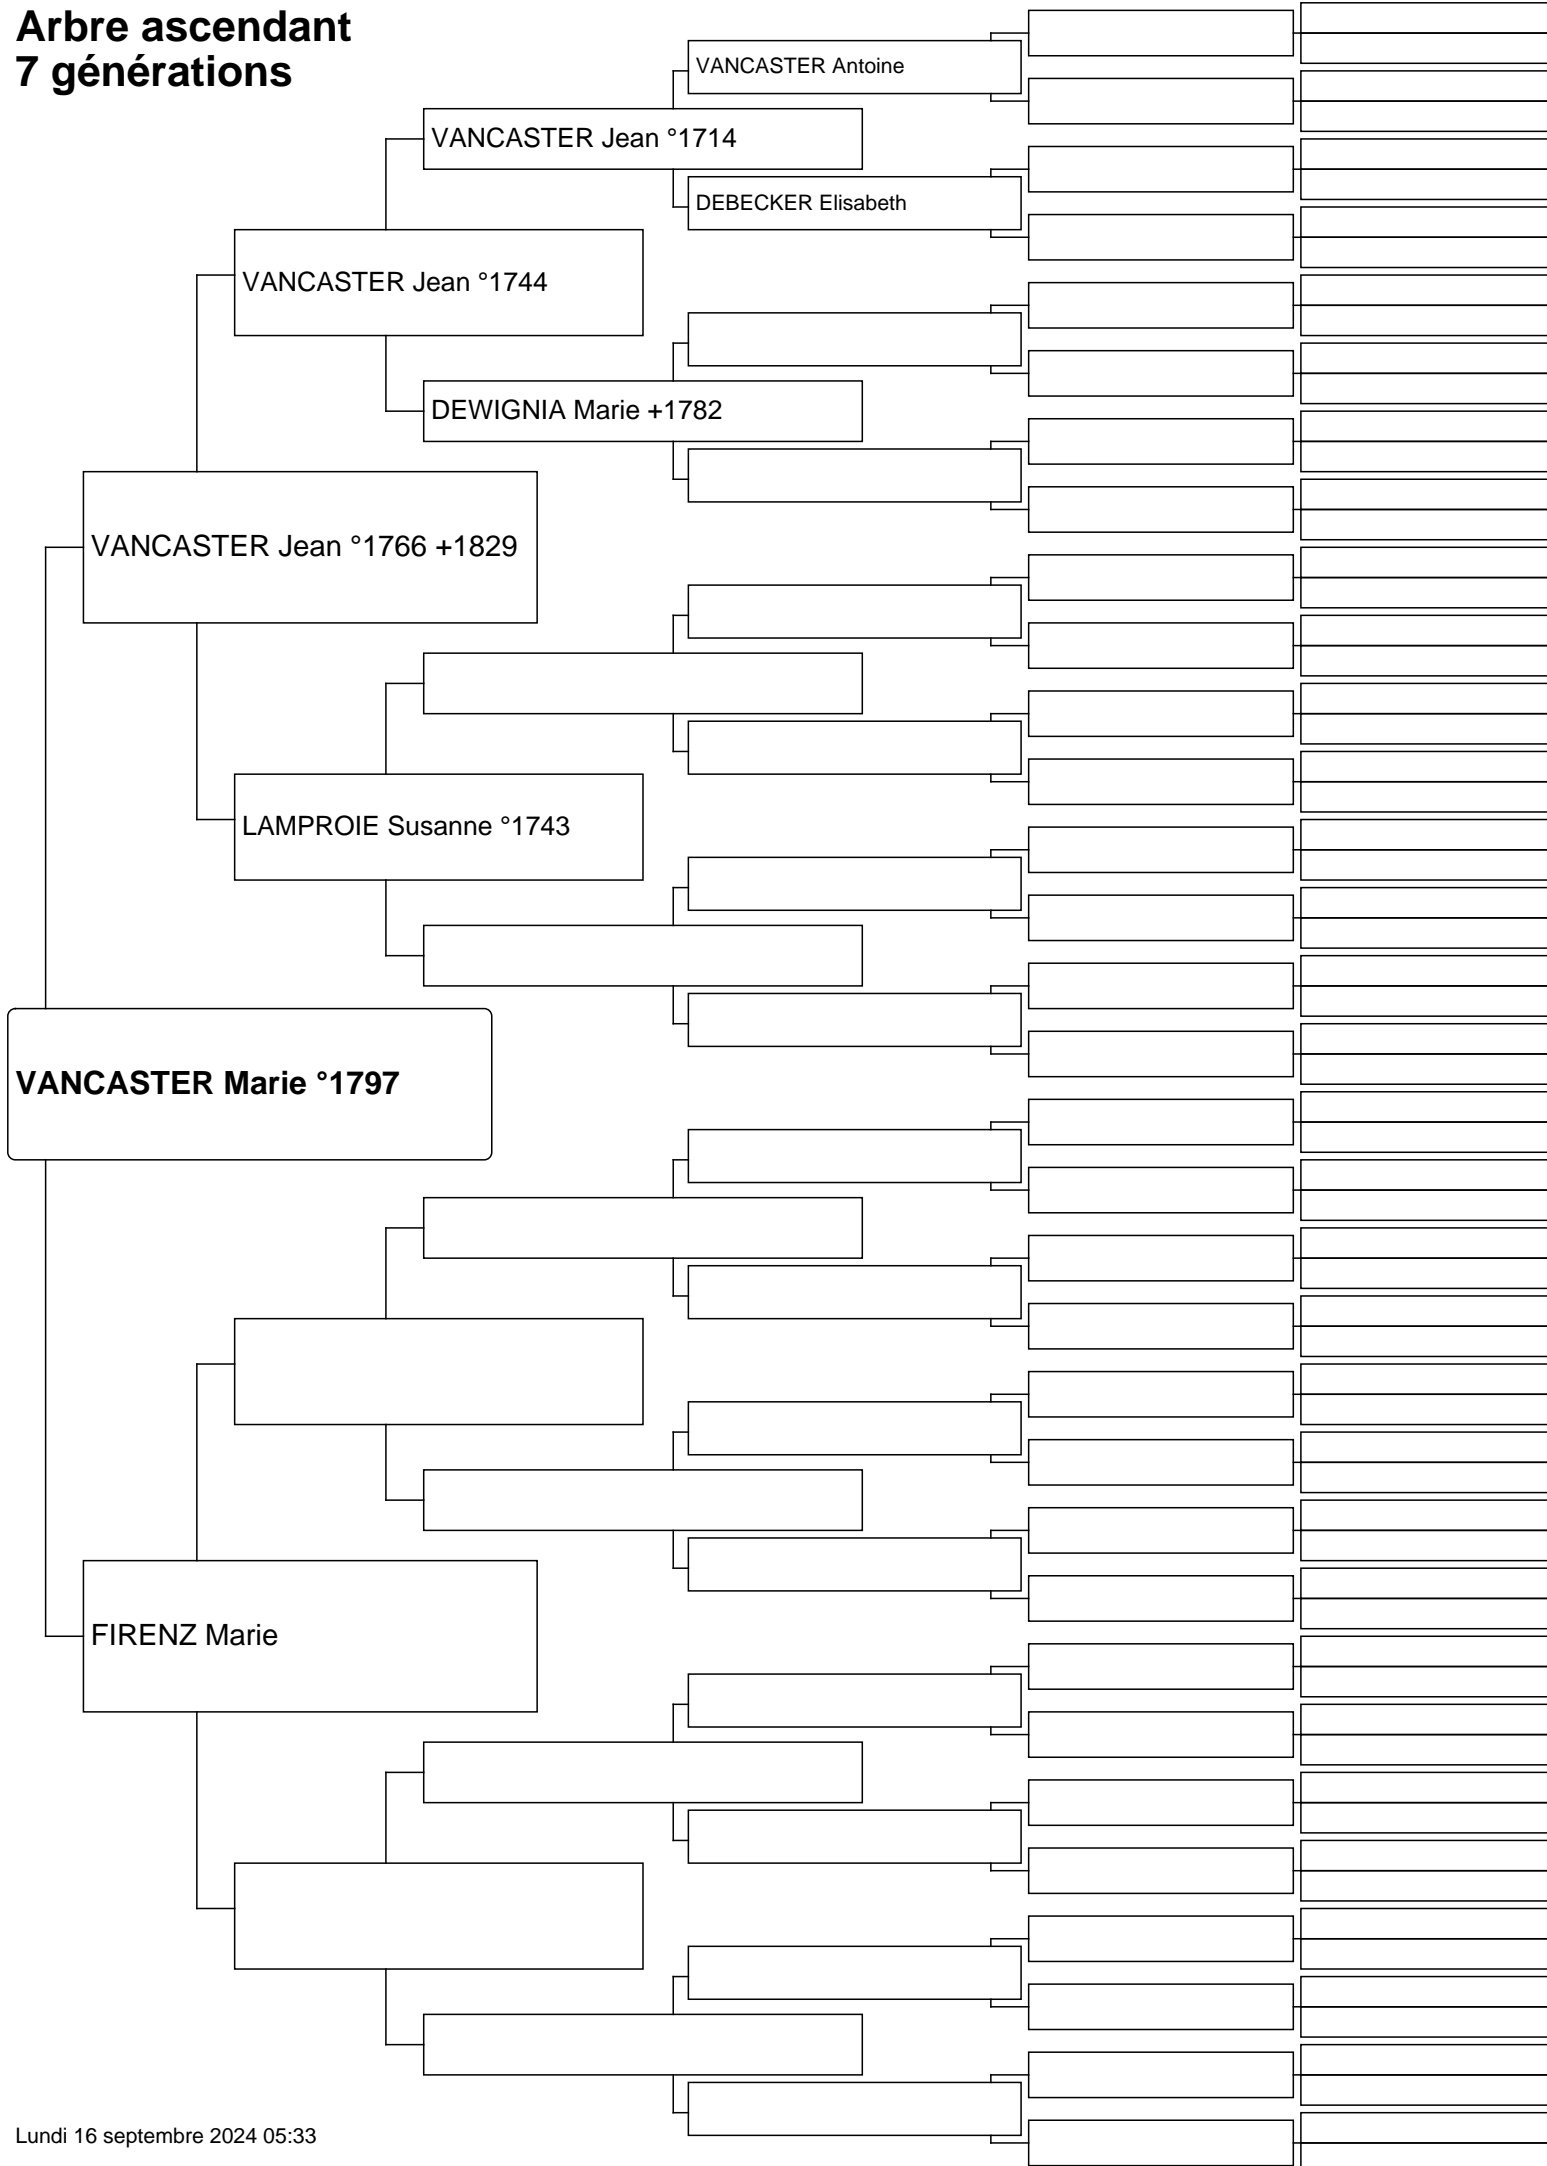 Arbre ascendant
7 générations
VANCASTER Antoine
VANCASTER Jean °1714
DEBECKER Elisabeth
VANCASTER Jean °1744
DEWIGNIA Marie +1782
VANCASTER Jean °1766 +1829
LAMPROIE Susanne °1743
VANCASTER Marie °1797
FIRENZ Marie
Lundi 16 septembre 2024 05:33